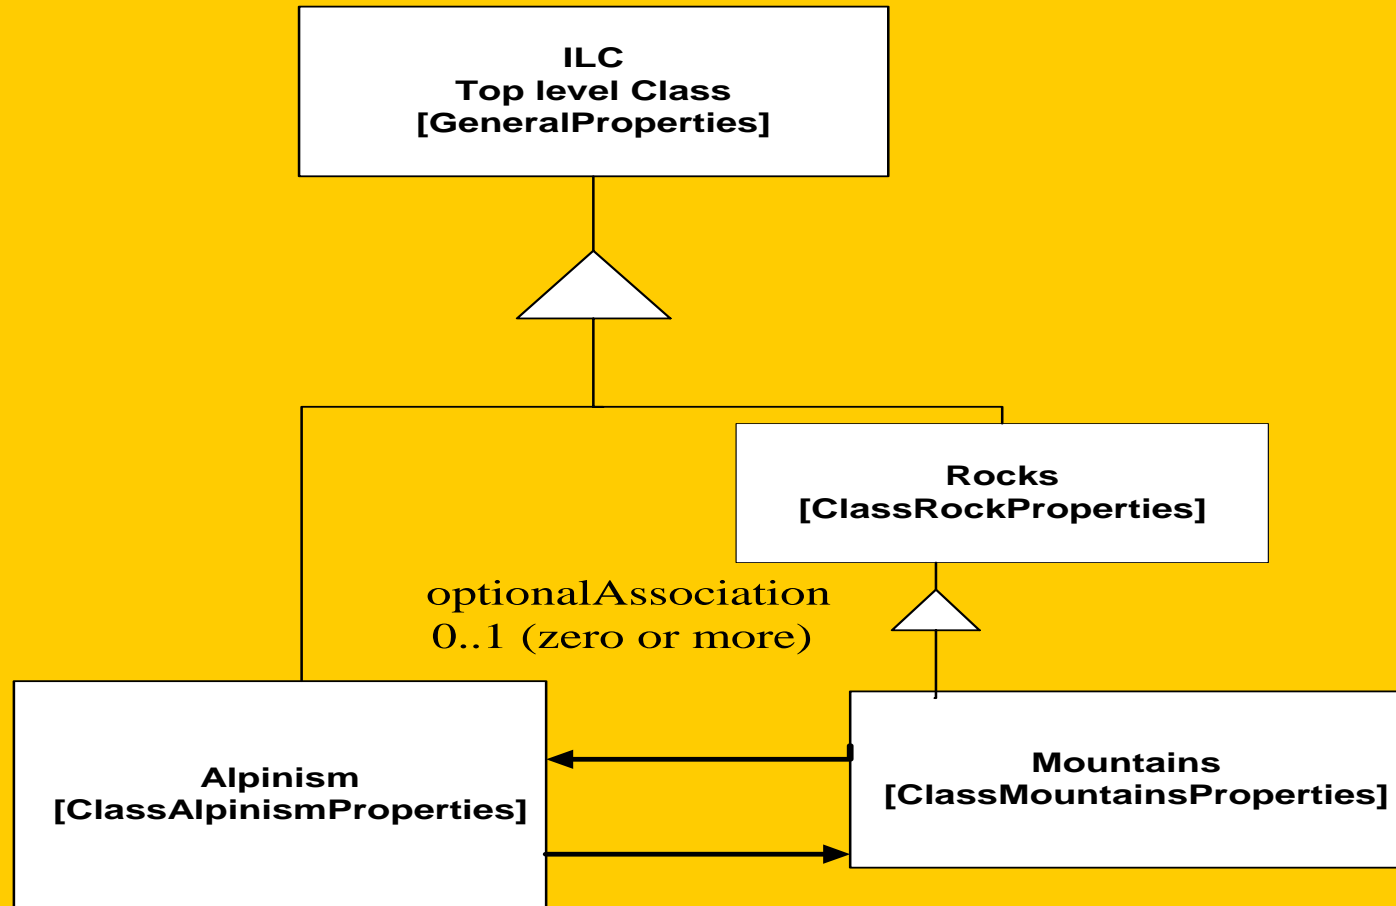 ILC
Top level Class
[GeneralProperties]
Rocks
[ClassRockProperties]
optionalAssociation
0..1 (zero or more)
Alpinism
[ClassAlpinismProperties]
Mountains
[ClassMountainsProperties]